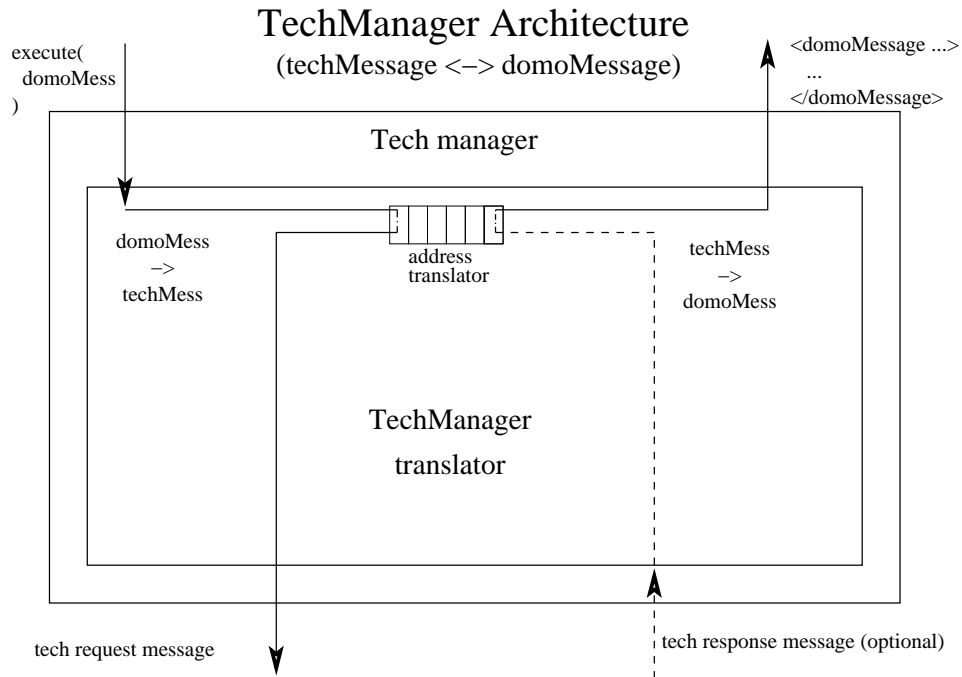 TechManager Architecture
(techMessage <−> domoMessage)
execute(
domoMess
)
<domoMessage ...>
...
</domoMessage>
Tech manager
domoMess
−>
techMess
address
translator
techMess
−>
domoMess
TechManager
translator
tech request message
tech response message (optional)